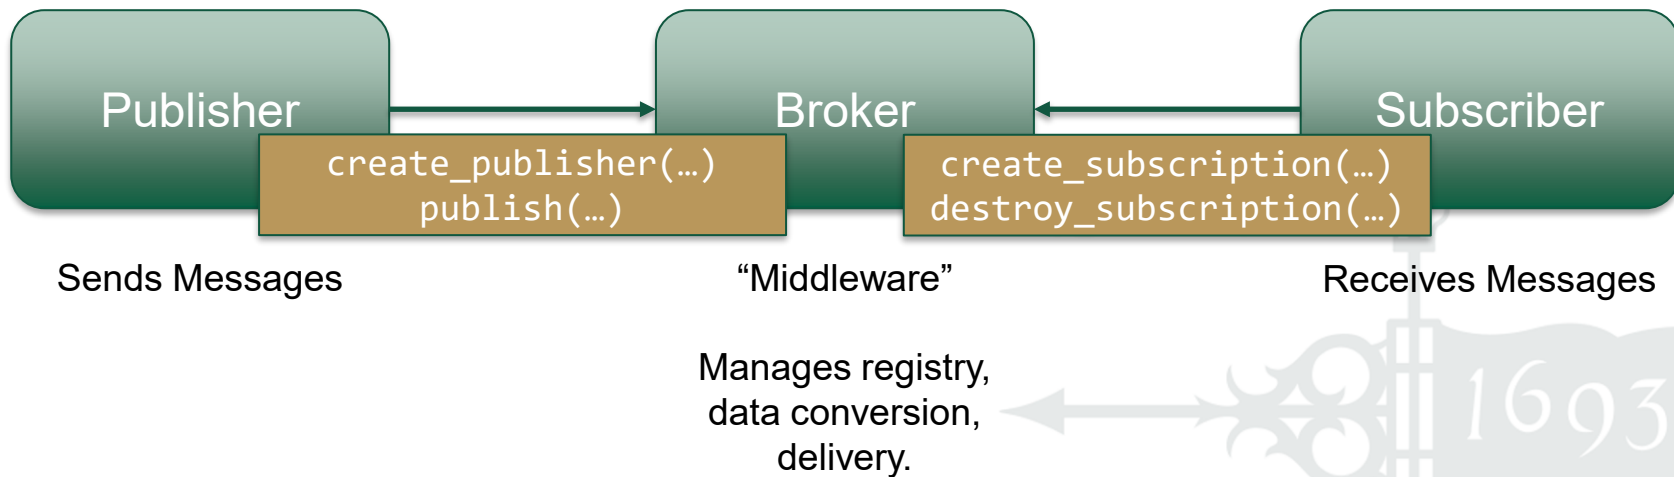 Publisher
Broker
Subscriber
create_publisher(…)
publish(…)
create_subscription(…)
destroy_subscription(…)
Sends Messages
“Middleware”
Receives Messages
Manages registry,
data conversion,
delivery.
1693